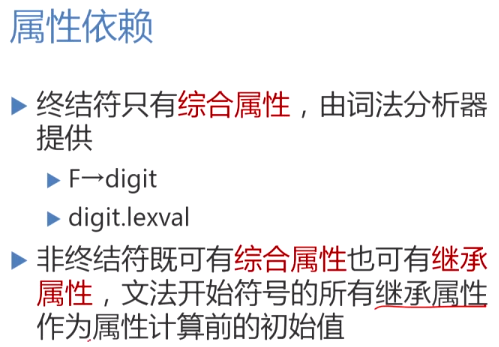 属性依赖
终结符只有综合属性，由词法分析器
提供
F→digit
digit.lexval
非终结符既可有综合属性也可有继承
属性，文法开始符号的所有继承属性
作为属性计算前的初始值